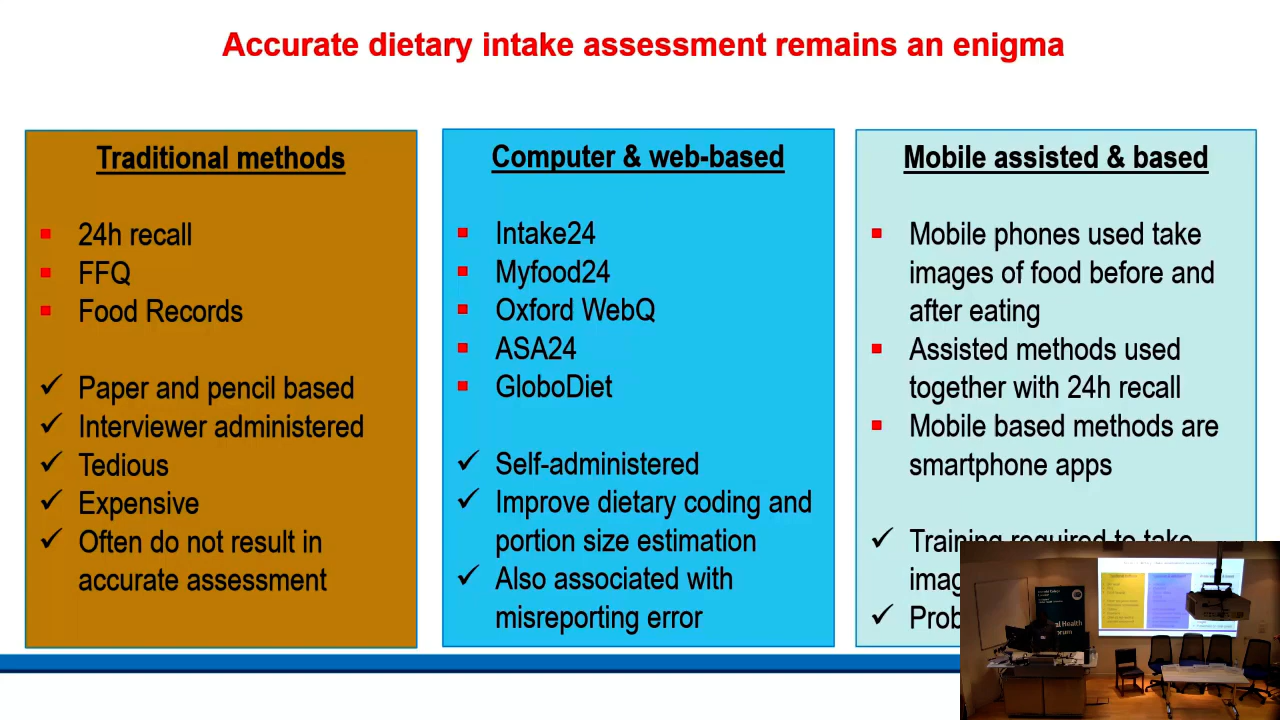 Accurate dietary intake assessment remains an enigma
Traditional methods
24h recall
FFQ
Food Records
Paper and pencil based
Interviewer administered
Tedious
Expensive
Often do not result in
accurate assessment
Computer & web-based
Intake24
Myfood24
Oxford WebQ
ASA24
GloboDiet
Self-administered
Improve dietary coding and
portion size estimation
Also associated with
misreporting error
Mobile assisted & based
Mobile phones used take
images of food before and
after eating
Assisted methods used
together with 24h recall
Mobile based methods are
smartphone apps
Training required to take